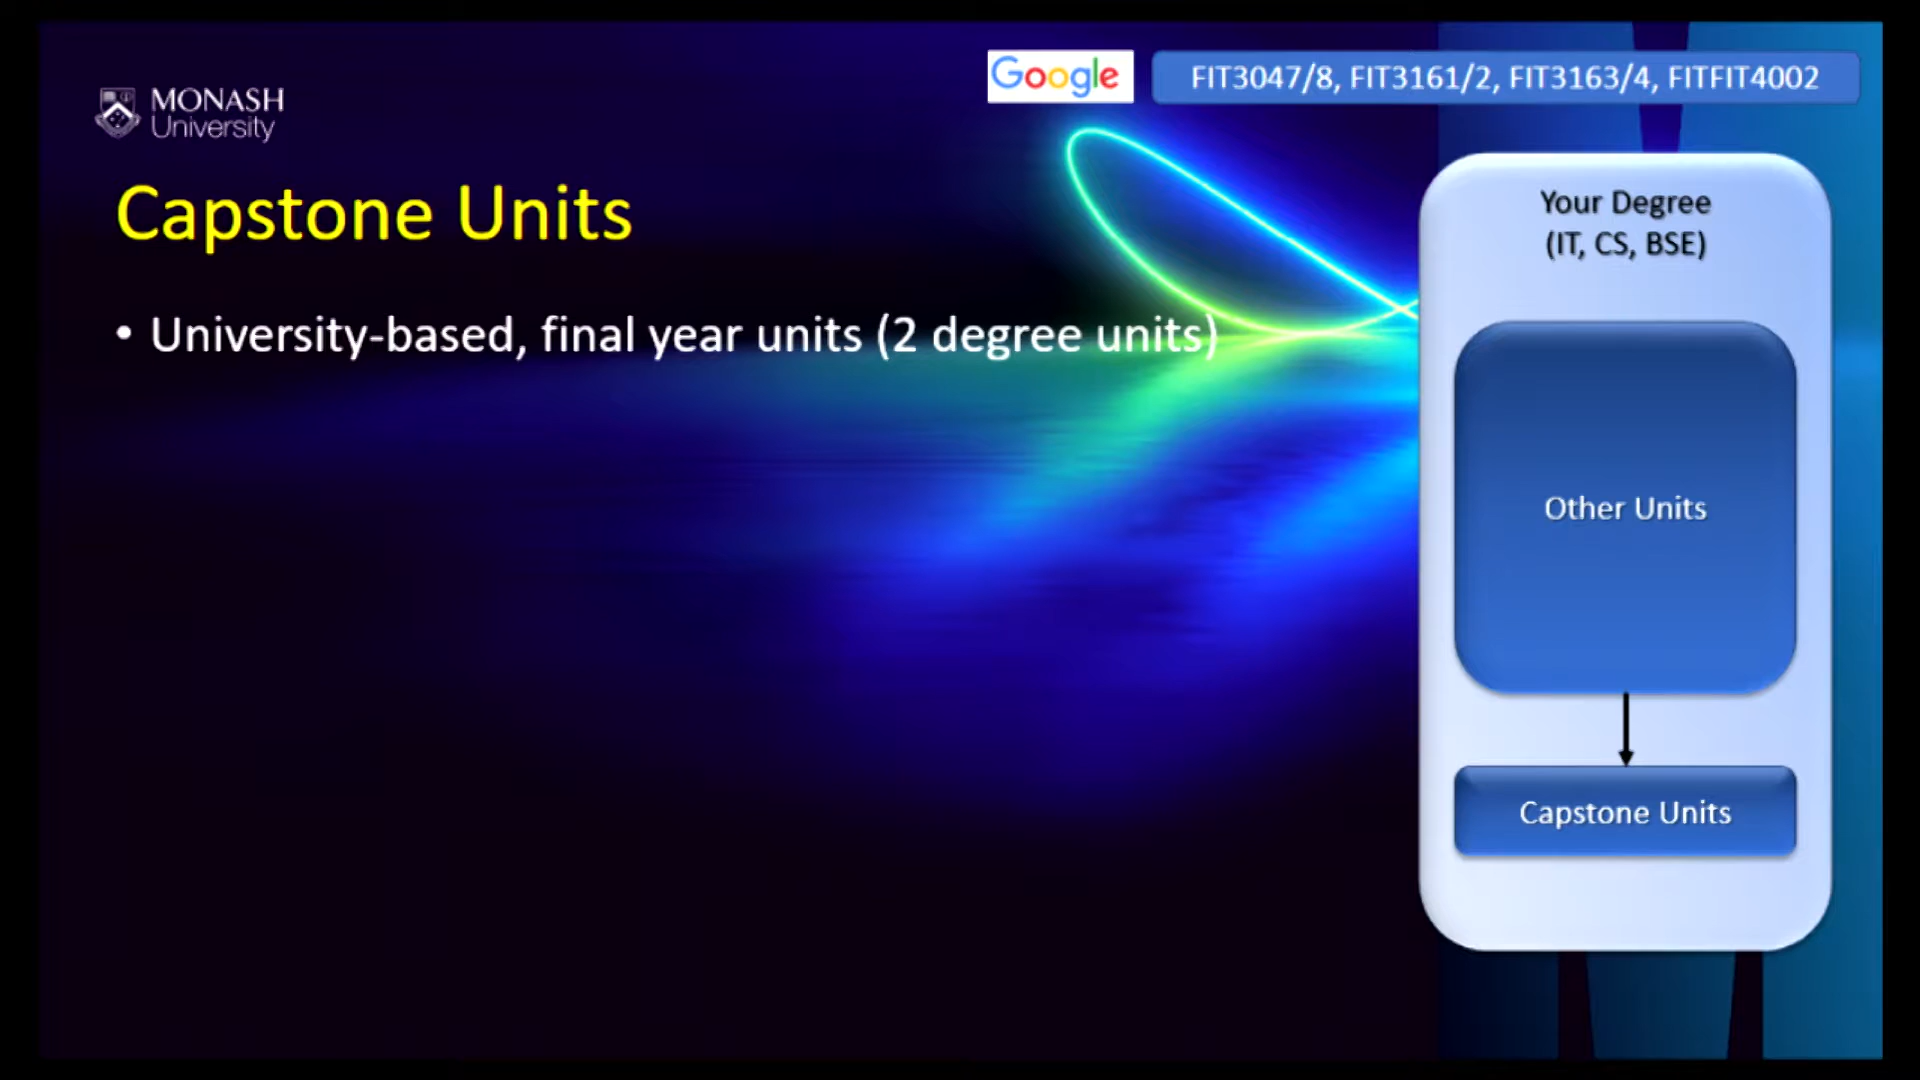 Google
FIT3047/8, FIT3161/2, FIT3163/4, FITFIT4002
MONASH
University
Capstone Units
• University-based, final year units (2 degree units)
Your Degree
(IT, CS, BSE)
Other Units
Capstone Units